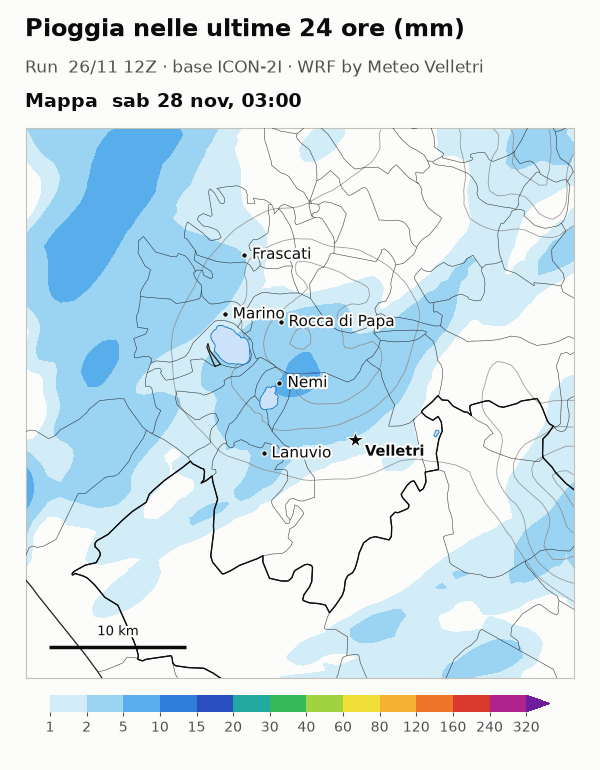 Pioggia nelle ultime 24 ore (mm)
Run  26/11 12Z · base ICON-2I · WRF by Meteo Velletri
Mappa  sab 28 nov, 03:00
Frascati
Marino
Rocca di Papa
Nemi
Velletri
Lanuvio
10 km
1 2 5 10 15 20 30 40 60 80 120 160 240 320